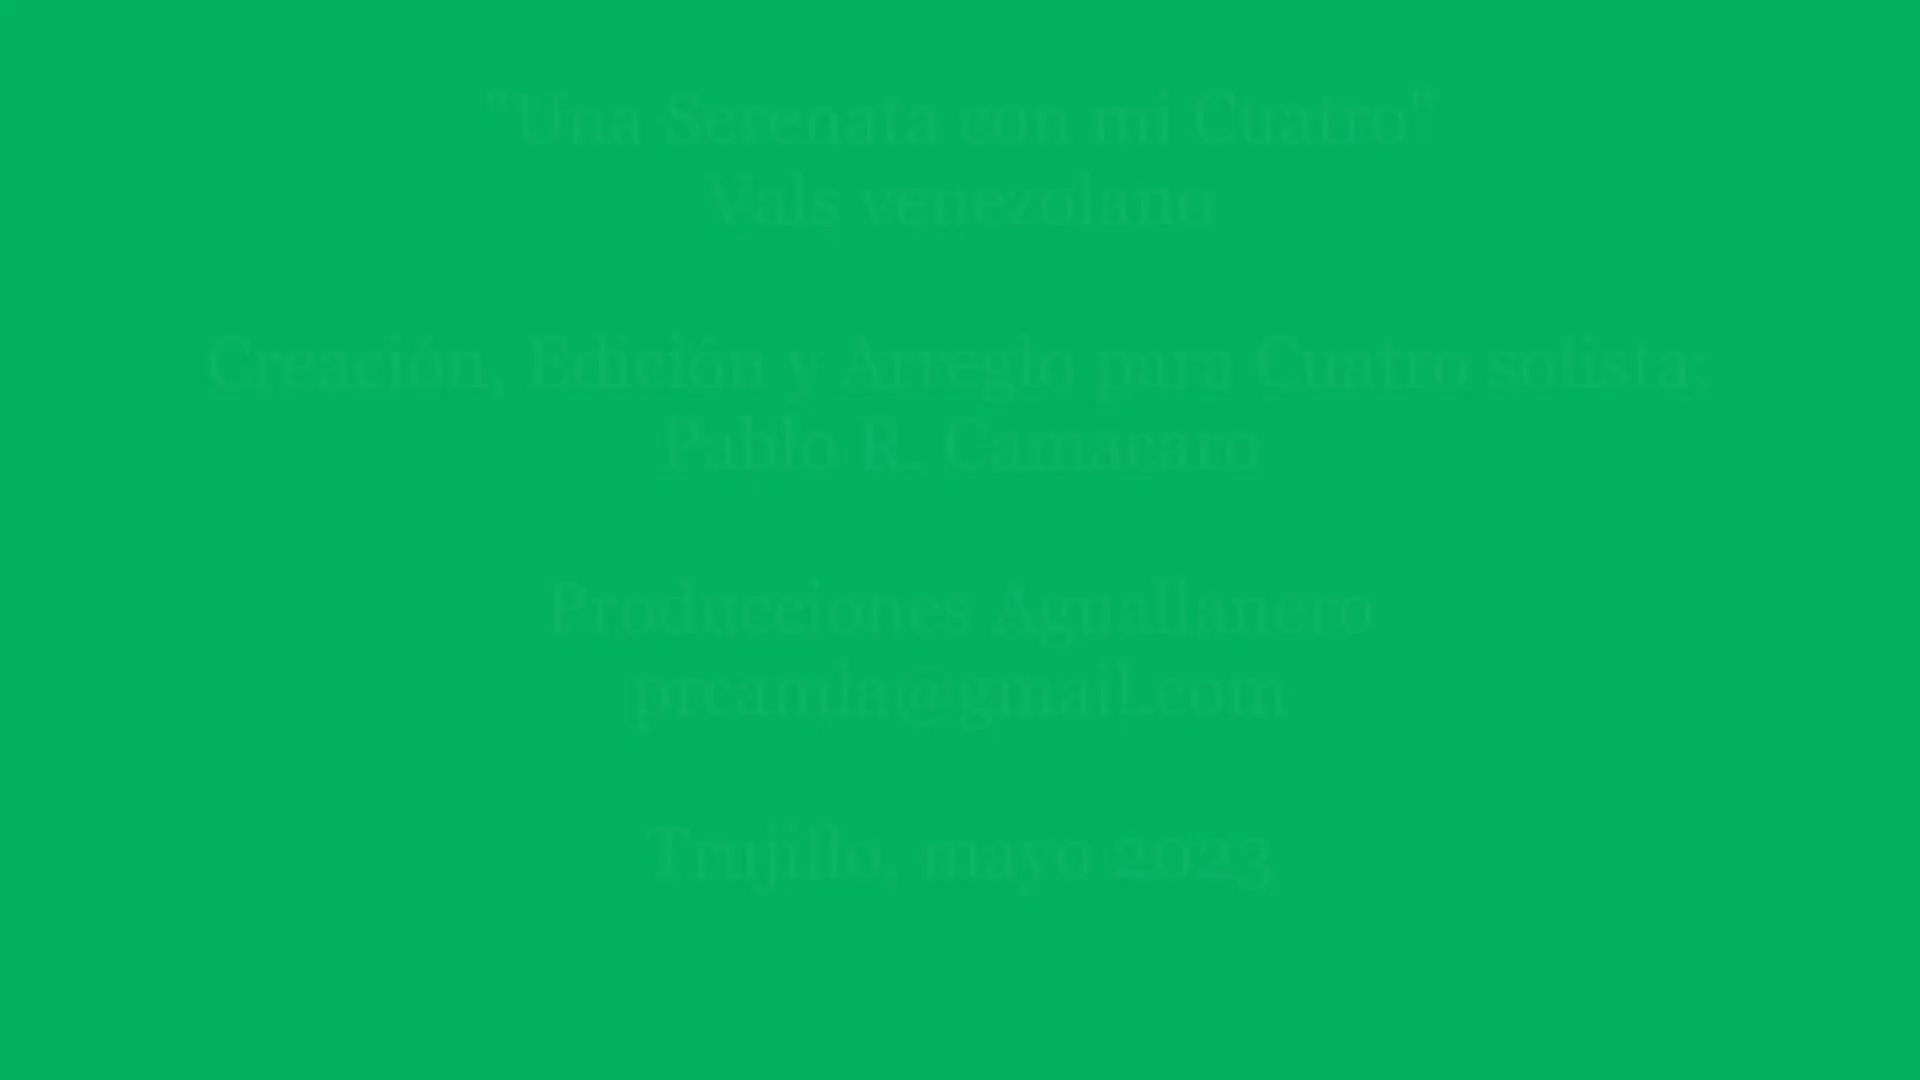 "Una Serenata con mi Cuatro"
Vals venezolano
Creación, Edición y Arreglo para Cuatro solista:
Pablo R. Camacaro
Producciones Aguallanero
prcamla@gmail.com
Trujillo, mayo 2023